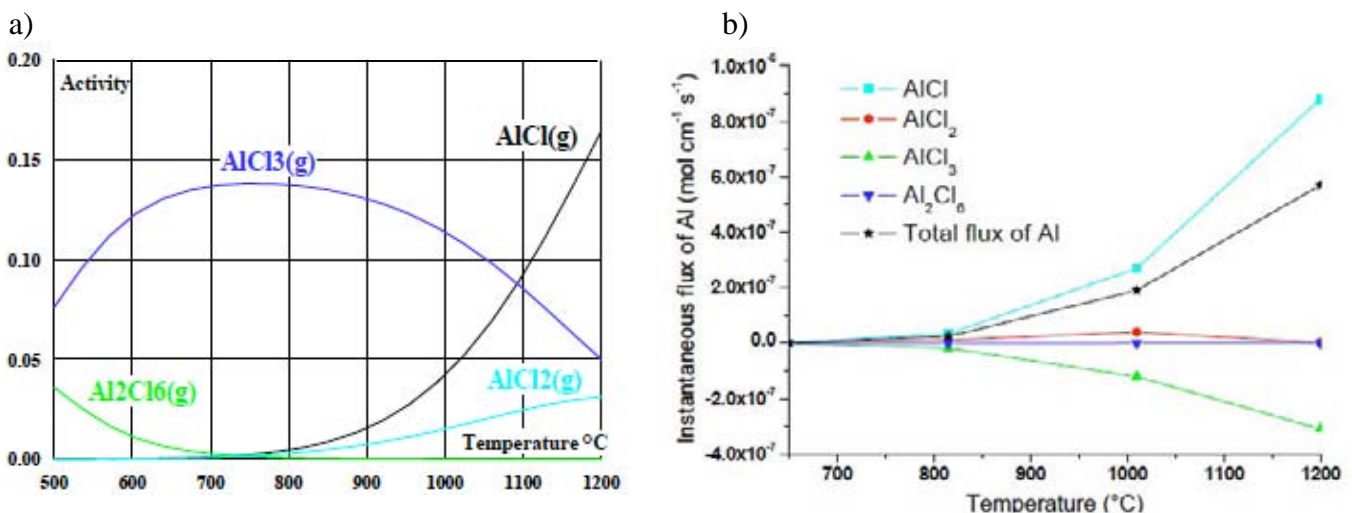 a)
0.20
Activity
0.15
0.10
0.05
0.00
AlCl3(g)
AlCl(g)
Al2Cl6(g)
AlCl2(g)
Temperature °C
500 600 700 800 900 1000 1100 1200
b)
Instantaneous flux of Al (mol cm⁻¹ s⁻¹)
1.0x10⁻⁶
8.0x10⁻⁷
6.0x10⁻⁷
4.0x10⁻⁷
2.0x10⁻⁷
0.0
-2.0x10⁻⁷
-4.0x10⁻⁷
AlCl
AlCl₂
AlCl₃
Al₂Cl₆
Total flux of Al
700 800 900 1000 1100 1200
Temperature (°C)